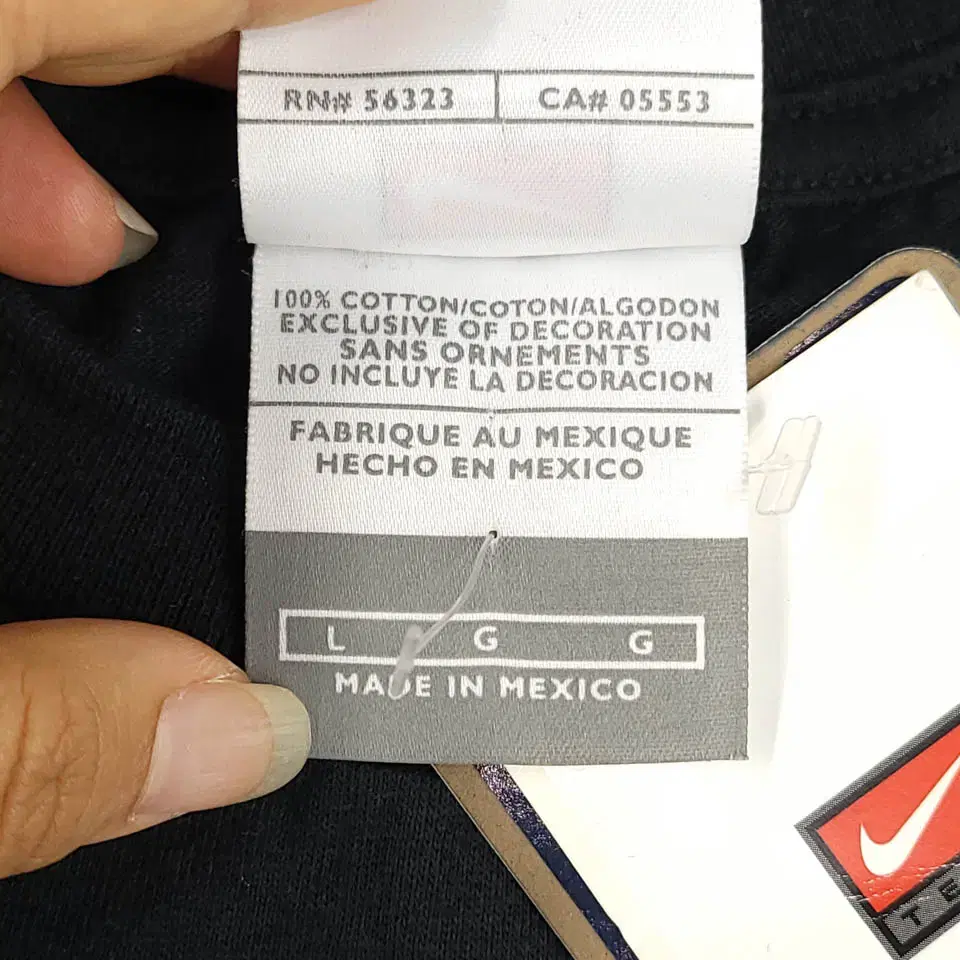 RN# 56323 CA# 05553
100% COTTON/COTON/ALGODON
EXCLUSIVE OF DECORATION
SANS ORNEMENTS
NO INCLUYE LA DECORACION
FABRIQUE AU MEXIQUE
HECHO EN MEXICO
L G G
MADE IN MEXICO